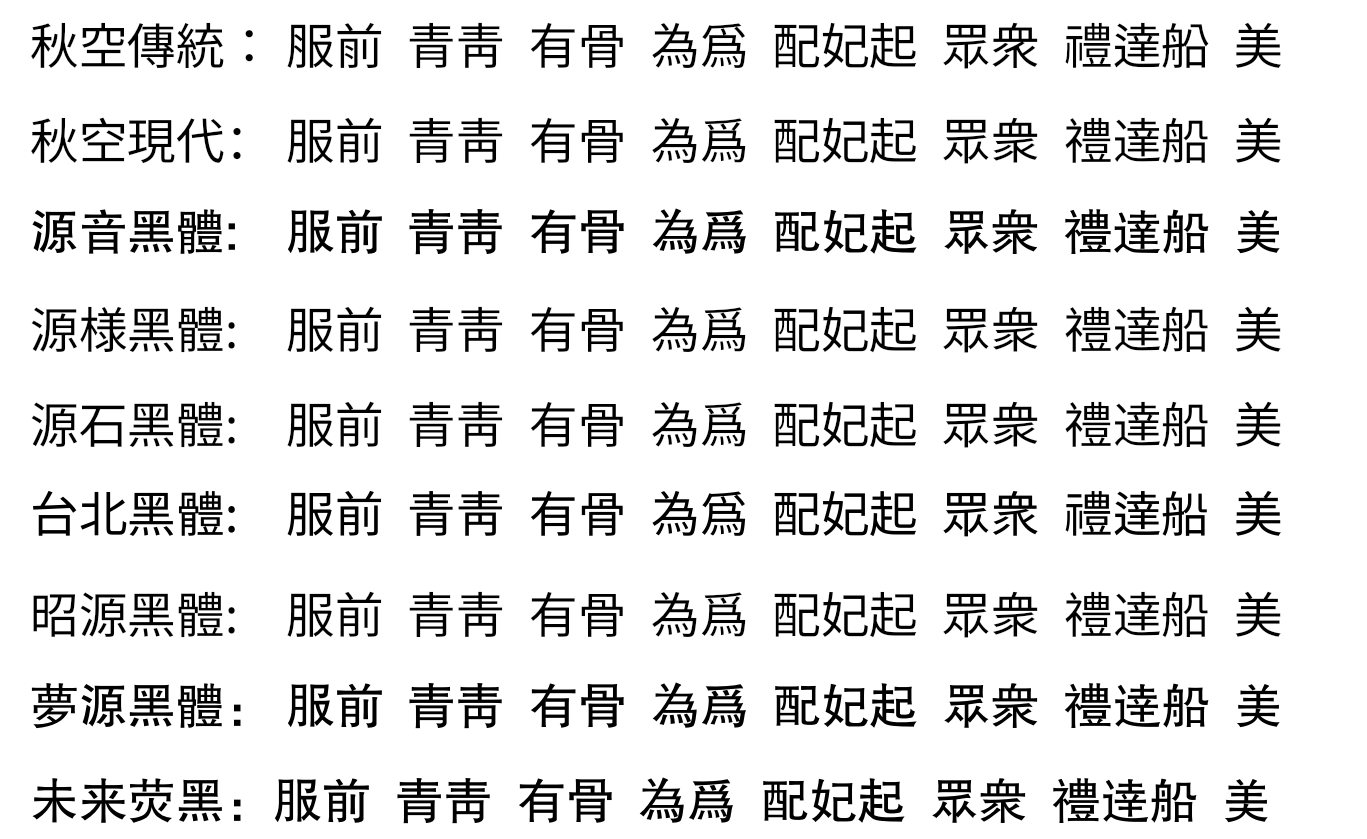 秋空傳統：服前 青靑 有骨 為爲 配妃起 眾衆 禮達船 美
秋空現代：服前 青靑 有骨 為爲 配妃起 眾衆 禮達船 美
源音黑體: 服前 青靑 有骨 為爲 配妃起 眾衆 禮達船 美
源樣黑體: 服前 青靑 有骨 為爲 配妃起 眾衆 禮達船 美
源石黑體: 服前 青靑 有骨 為爲 配妃起 眾衆 禮達船 美
台北黑體: 服前 青靑 有骨 為爲 配妃起 眾衆 禮達船 美
昭源黑體: 服前 青靑 有骨 為爲 配妃起 眾衆 禮達船 美
夢源黑體：服前 青靑 有骨 為爲 配妃起 眾衆 禮達船 美
未来荧黑：服前 青靑 有骨 為爲 配妃起 眾衆 禮達船 美